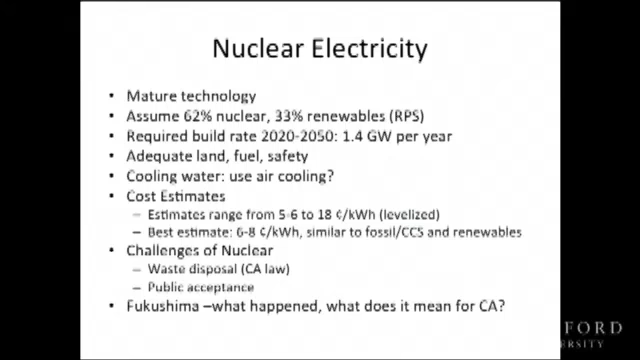 Nuclear Electricity
• Mature technology
• Assume 62% nuclear, 33% renewables (RPS)
• Required build rate 2020-2050: 1.4 GW per year
• Adequate land, fuel, safety
• Cooling water: use air cooling?
• Cost Estimates
– Estimates range from 5-6 to 18 ¢/kWh (levelized)
– Best estimate: 6-8 ¢/kWh, similar to fossil/CCS and renewables
• Challenges of Nuclear
– Waste disposal (CA law)
– Public acceptance
• Fukushima –what happened, what does it mean for CA?
FORD
ERSITY